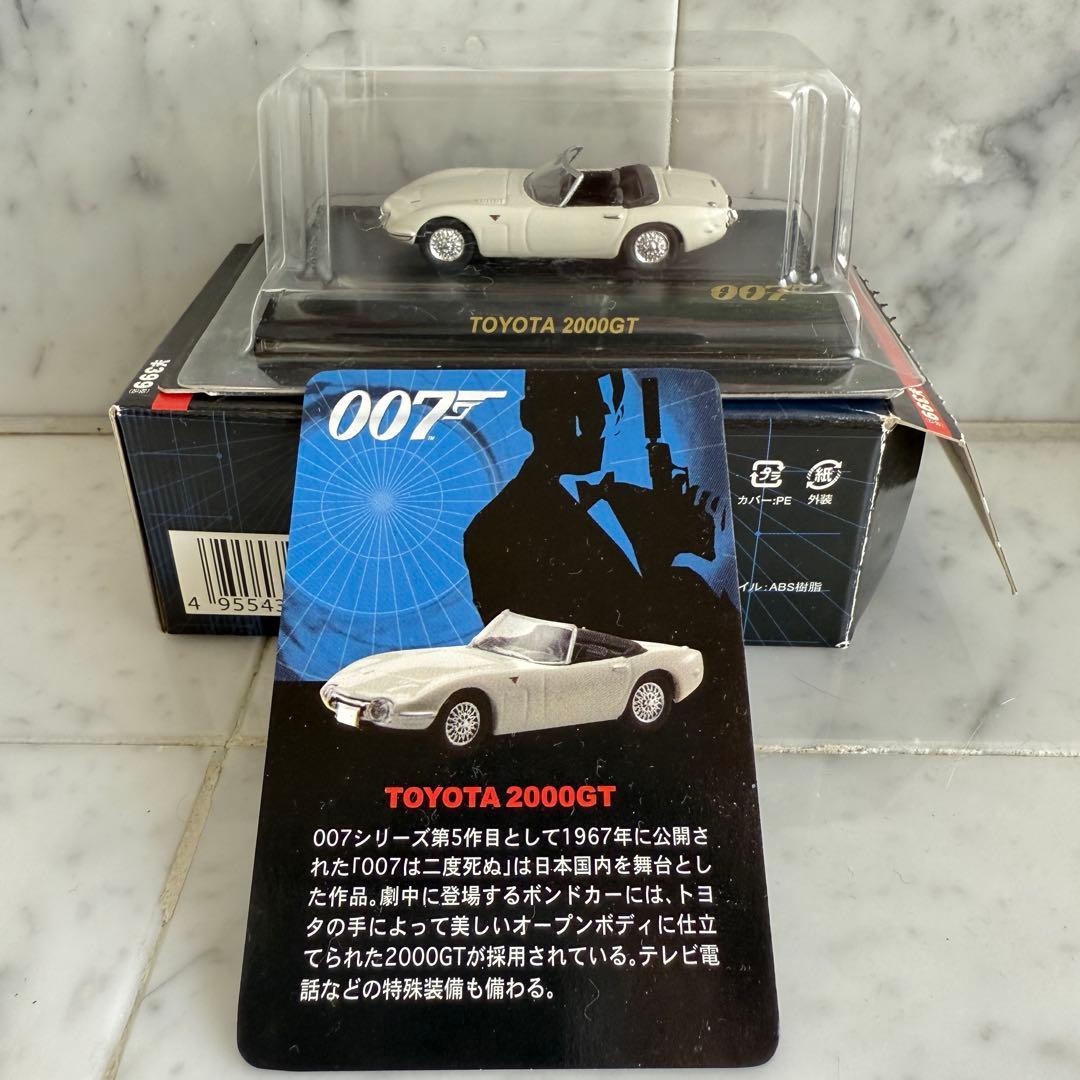 007
TOYOTA 2000GT
¥399
007
TM
カバー:PE
外装
紙
プラ
イル:ABS樹脂
4 95543
TOYOTA 2000GT
007シリーズ第5作目として1967年に公開さ
れた「007は二度死ぬ」は日本国内を舞台とし
た作品。劇中に登場するボンドカーには、トヨ
タの手によって美しいオープンボディに仕立
てられた2000GTが採用されている。テレビ電
話などの特殊装備も備わる。